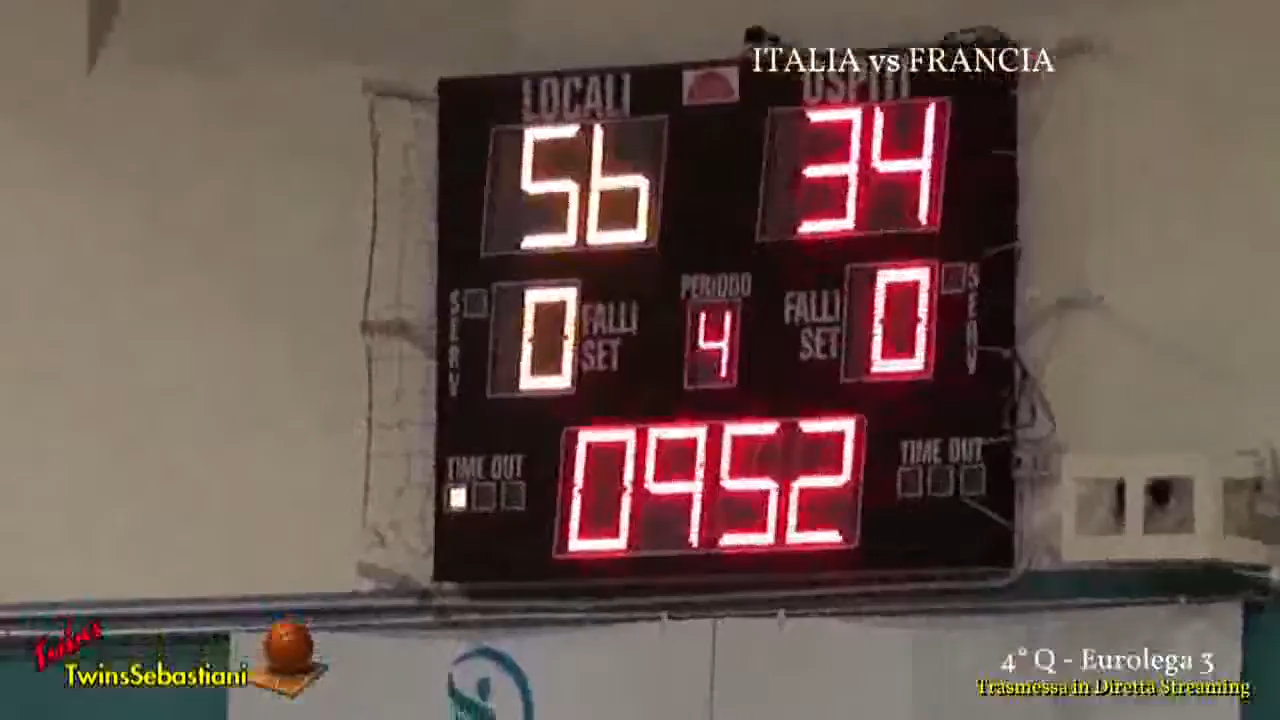 ITALIA vs FRANCIA
LOCALI
OSPITI
56
34
SERV
0
FALLI
SET
PERIODO
4
FALLI
SET
0
SERV
TIME OUT
0952
TIME OUT
Twins
TwinsSebastiani
4° Q - Eurolega 3
Trasmessa in Diretta Streaming